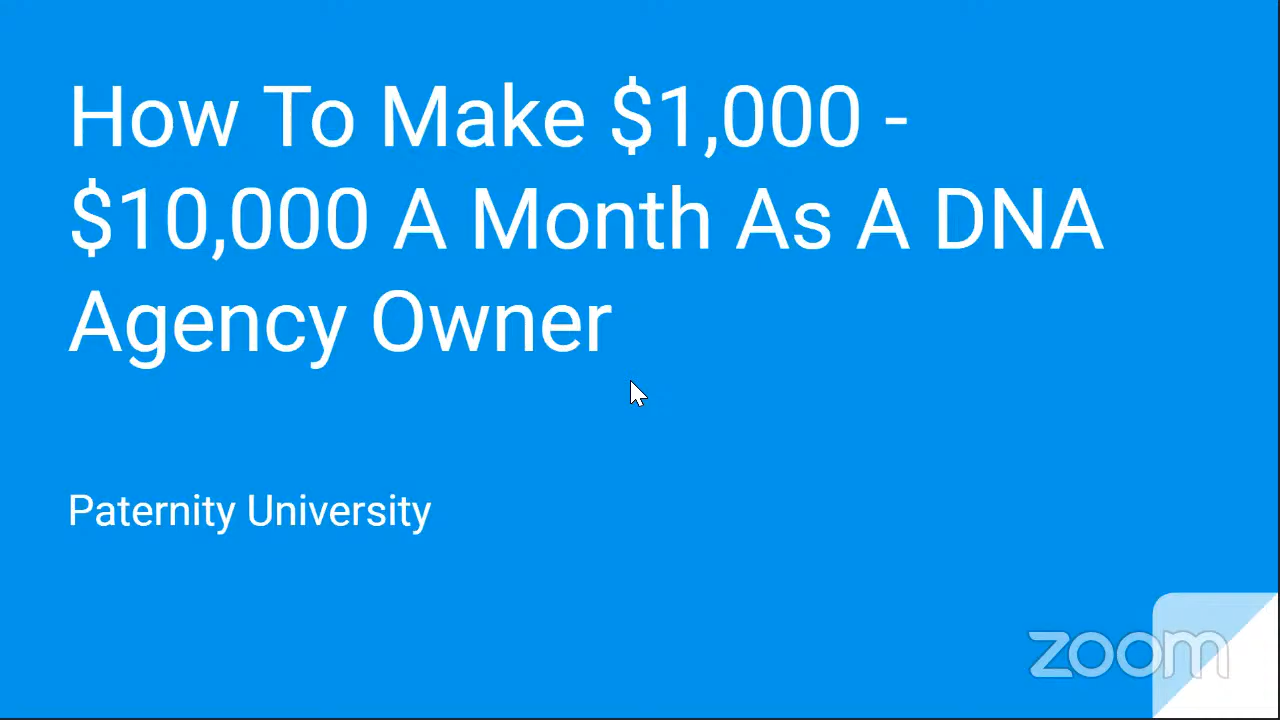 How To Make $1,000 -
$10,000 A Month As A DNA
Agency Owner
Paternity University
zoom